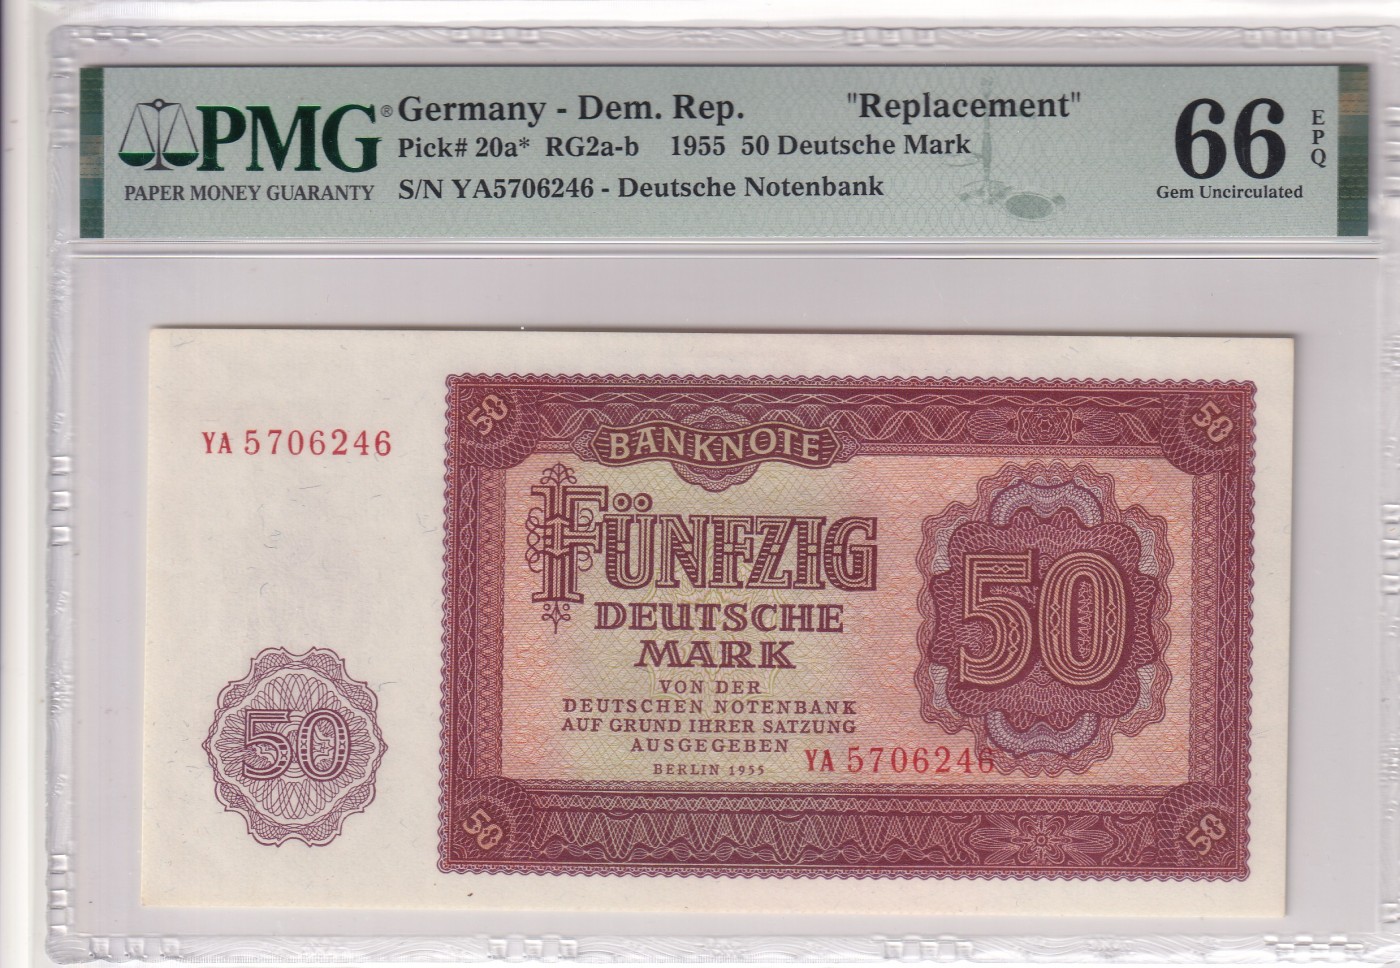 PMG®
PAPER MONEY GUARANTY
Germany - Dem. Rep. "Replacement"
Pick# 20a* RG2a-b 1955 50 Deutsche Mark
S/N YA5706246 - Deutsche Notenbank
66 EPQ
Gem Uncirculated
50 50
BANKNOTE
YA 5706246
FÜNFZIG
DEUTSCHE
MARK
50
VON DER
DEUTSCHEN NOTENBANK
AUF GRUND IHRER SATZUNG
AUSGEGEBEN
BERLIN 1955
YA 5706246
50
50 50